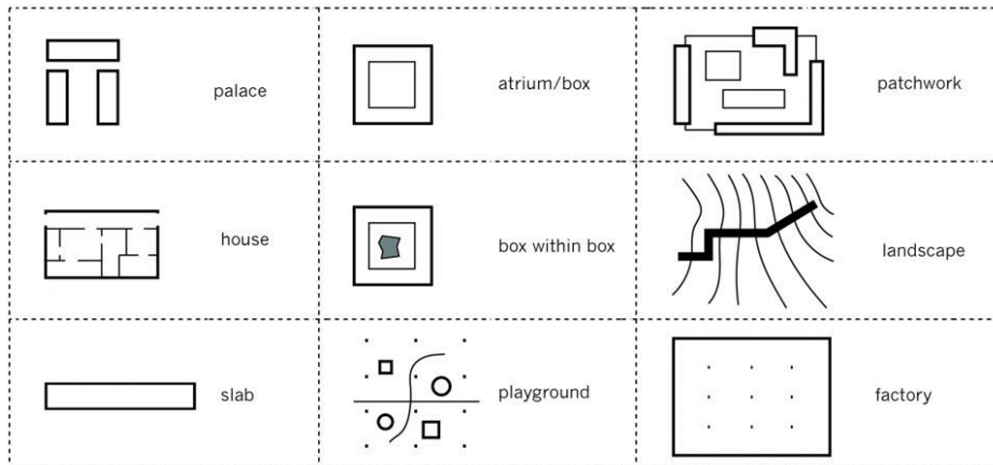 palace
atrium/box
patchwork
house
box within box
landscape
slab
playground
factory